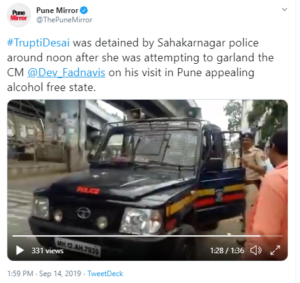 Pune Mirror
@ThePuneMirror
#TruptiDesai was detained by Sahakarnagar police
around noon after she was attempting to garland the
CM @Dev_Fadnavis on his visit in Pune appealing
alcohol free state.
POLICE
331 views
1:28 / 1:36
1:59 PM · Sep 14, 2019 · TweetDeck